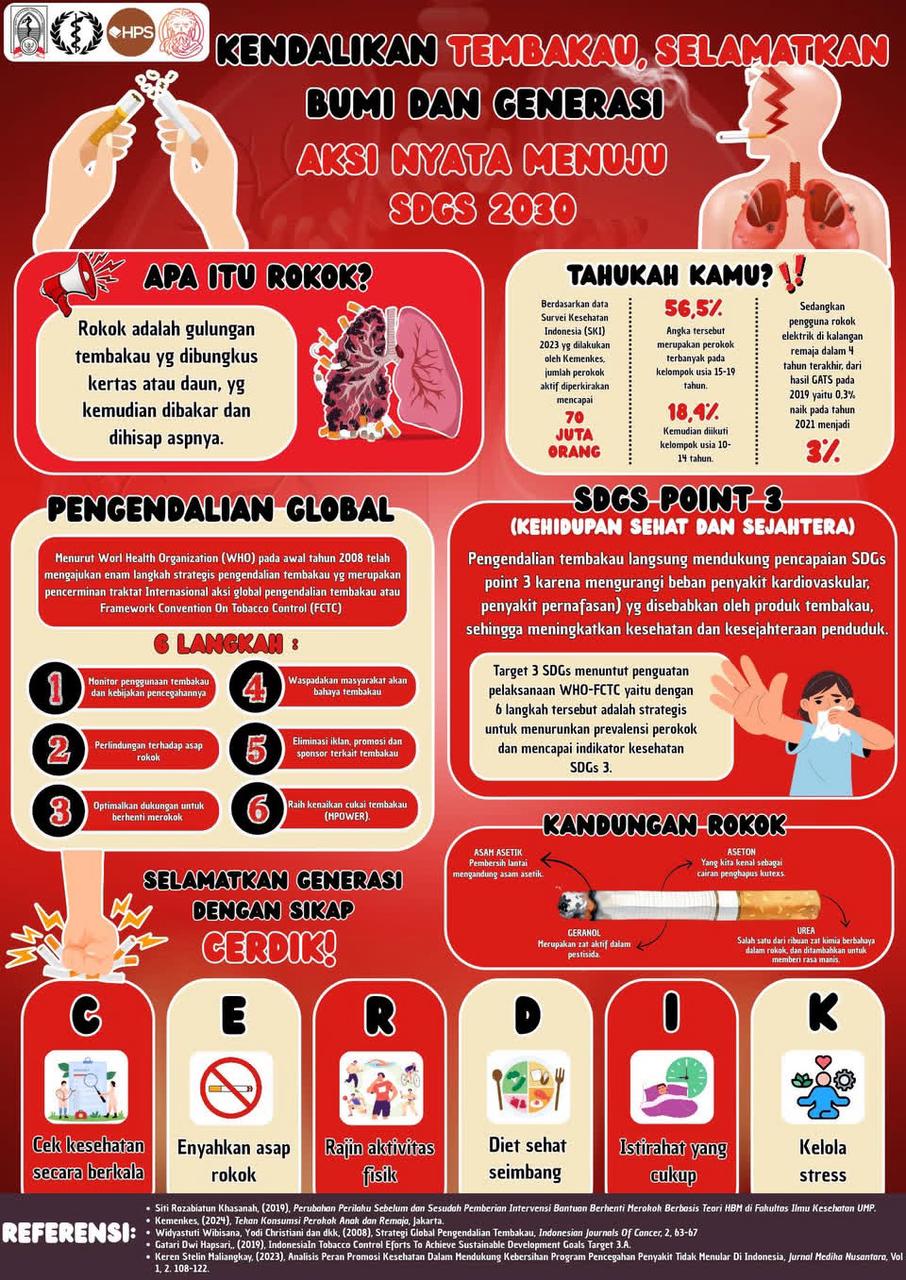 HPS
KENDALIKAN TEMBAKAU, SELAMATKAN
BUMI DAN GENERASI
AKSI NYATA MENUJU
SDGS 2030
APA ITU ROKOK?
Rokok adalah gulungan
tembakau yg dibungkus
kertas atau daun, yg
kemudian dibakar dan
dihisap aspnya.
TAHUKAH KAMU?
Berdasarkan data
Survei Kesehatan
Indonesia (SKI)
2023 yg dilakukan
oleh Kemenkes,
jumlah perokok
aktif diperkirakan
mencapai
70
JUTA
ORANG
56,5%
Angka tersebut
merupakan perokok
terbanyak pada
kelompok usia 15-19
tahun.
18,4%
Kemudian diikuti
kelompok usia 10-
14 tahun.
Sedangkan
pengguna rokok
elektrik di kalangan
remaja dalam 4
tahun terakhir, dari
hasil GATS pada
2019 yaitu 0,3%
naik pada tahun
2021 menjadi
3%
PENGENDALIAN GLOBAL
Menurut Worl Health Organization (WHO) pada awal tahun 2008 telah
mengajukan enam langkah strategis pengendalian tembakau yg merupakan
pencerminan traktat Internasional aksi global pengendalian tembakau atau
Framework Convention On Tobacco Control (FCTC)
6 LANGKAH :
1
Monitor penggunaan tembakau
dan kebijakan pencegahannya
2
Perlindungan terhadap asap
rokok
3
Optimalkan dukungan untuk
berhenti merokok
4
Waspadakan masyarakat akan
bahaya tembakau
5
Eliminasi iklan, promosi dan
sponsor terkait tembakau
6
Raih kenaikan cukai tembakau
(MPOWER).
SDGS POINT 3
(KEHIDUPAN SEHAT DAN SEJAHTERA)
Pengendalian tembakau langsung mendukung pencapaian SDGs
point 3 karena mengurangi beban penyakit kardiovaskular,
penyakit pernafasan) yg disebabkan oleh produk tembakau,
sehingga meningkatkan kesehatan dan kesejahteraan penduduk.
Target 3 SDGs menuntut penguatan
pelaksanaan WHO-FCTC yaitu dengan
6 langkah tersebut adalah strategis
untuk menurunkan prevalensi perokok
dan mencapai indikator kesehatan
SDGs 3.
KANDUNGAN ROKOK
ASAM ASETIK
Pembersih lantai
mengandung asam asetik.
ASETON
Yang kita kenal sebagai
cairan penghapus kutexs.
GERANOL
Merupakan zat aktif dalam
pestisida.
UREA
Salah satu dari ribuan zat kimia berbahaya
dalam rokok, dan ditambahkan untuk
memberi rasa manis.
SELAMATKAN GENERASI
DENGAN SIKAP
CERDIK!
C
Cek kesehatan
secara berkala
E
Enyahkan asap
rokok
R
Rajin aktivitas
fisik
D
Diet sehat
seimbang
I
Istirahat yang
cukup
K
Kelola
stress
REFERENSI:
• Siti Rozabiatun Khasanah, (2019), Perubahan Perilaku Sebelum dan Sesudah Pemberian Intervensi Bantuan Berhenti Merokok Berbasis Teori HBM di Fakultas Ilmu Kesehatan UMP.
• Kemenkes, (2024), Tekan Konsumsi Perokok Anak dan Remaja, Jakarta.
• Widyastuti Wibisana, Yodi Christiani dan dkk, (2008), Strategi Global Pengendalian Tembakau, Indonesian Journals Of Cancer, 2, 63-67
• Gatari Dwi Hapsari,, (2019), IndonesiaIn Tobacco Control Eforts To Achieve Sustainable Development Goals Target 3.A.
• Keren Stelin Maliangkay, (2023), Analisis Peran Promosi Kesehatan Dalam Mendukung Kebersihan Program Pencegahan Penyakit Tidak Menular Di Indonesia, Jurnal Medika Nusantara, Vol
1, 2. 108-122.